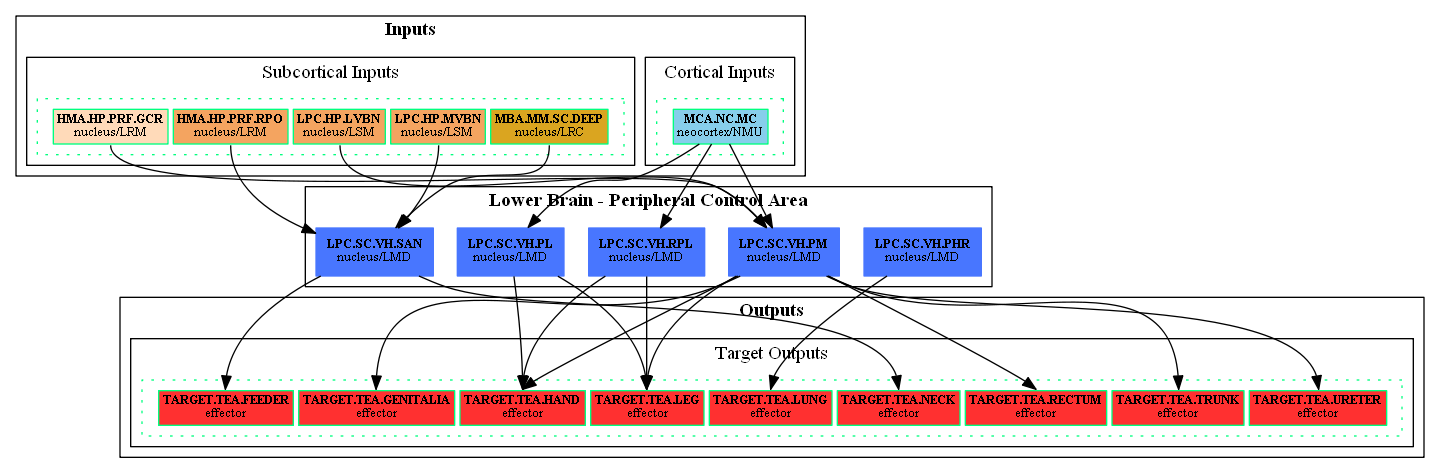 Inputs
Subcortical Inputs
Cortical Inputs
HMA.HP.PRF.GCR
nucleus/LRM
HMA.HP.PRF.RPO
nucleus/LRM
LPC.HP.LVBN
nucleus/LSM
LPC.HP.MVBN
nucleus/LSM
MBA.MM.SC.DEEP
nucleus/LRC
MCA.NC.MC
neocortex/NMU
Lower Brain - Peripheral Control Area
LPC.SC.VH.SAN
nucleus/LMD
LPC.SC.VH.PL
nucleus/LMD
LPC.SC.VH.RPL
nucleus/LMD
LPC.SC.VH.PM
nucleus/LMD
LPC.SC.VH.PHR
nucleus/LMD
Outputs
Target Outputs
TARGET.TEA.FEEDER
effector
TARGET.TEA.GENITALIA
effector
TARGET.TEA.HAND
effector
TARGET.TEA.LEG
effector
TARGET.TEA.LUNG
effector
TARGET.TEA.NECK
effector
TARGET.TEA.RECTUM
effector
TARGET.TEA.TRUNK
effector
TARGET.TEA.URETER
effector